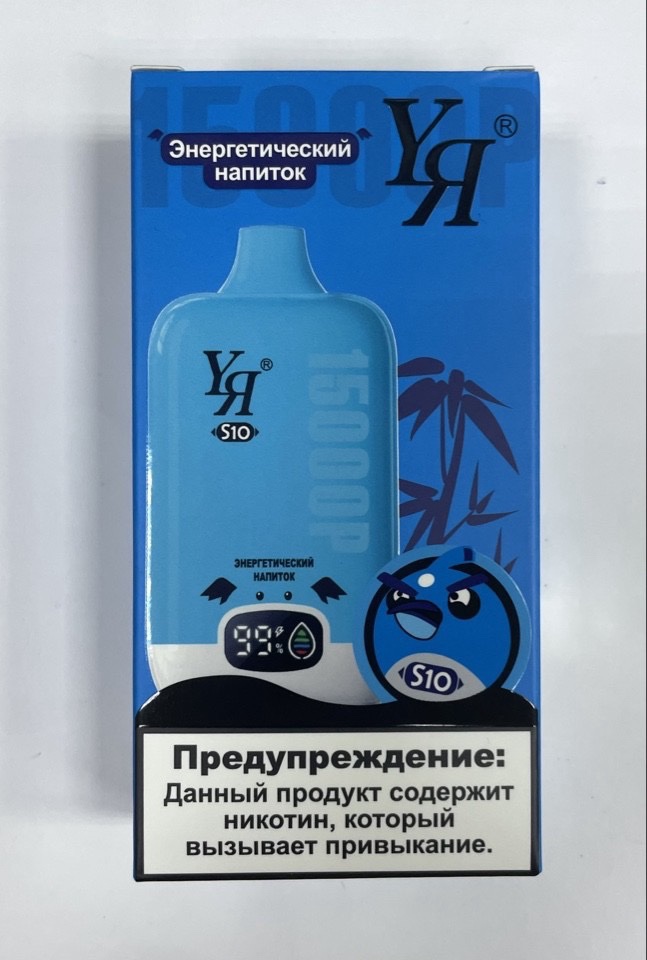 15000P
Энергетический
напиток
YЯ®
YЯ®
S10
15000P
ЭНЕРГЕТИЧЕСКИЙ
НАПИТОК
99%
S10
Предупреждение:
Данный продукт содержит
никотин, который
вызывает привыкание.